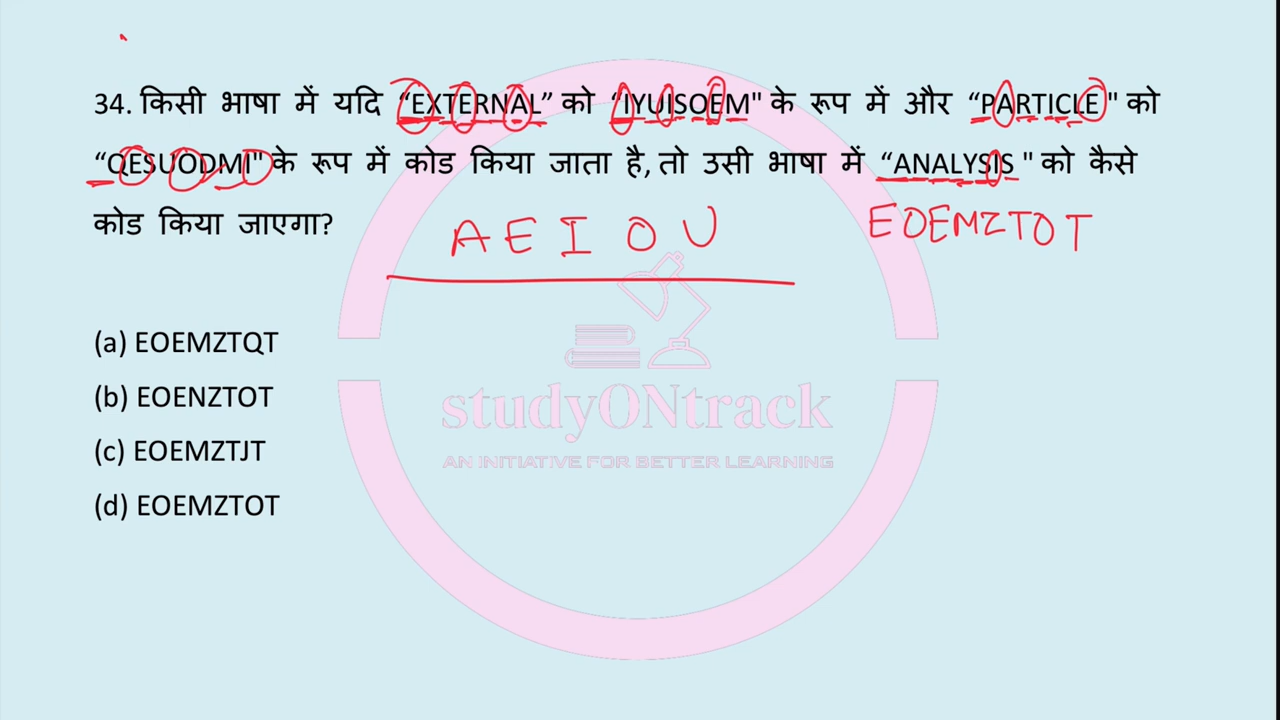 34. किसी भाषा में यदि “EXTERNAL” को “IYUISOEM" के रूप में और “PARTICLE" को
“QESUODMI" के रूप में कोड किया जाता है, तो उसी भाषा में “ANALYSIS " को कैसे
कोड किया जाएगा?
A E I O U
EOEMZTOT
(a) EOEMZTQT
(b) EOENZTOT
(c) EOEMZTJT
(d) EOEMZTOT
studyONtrack
AN INITIATIVE FOR BETTER LEARNING